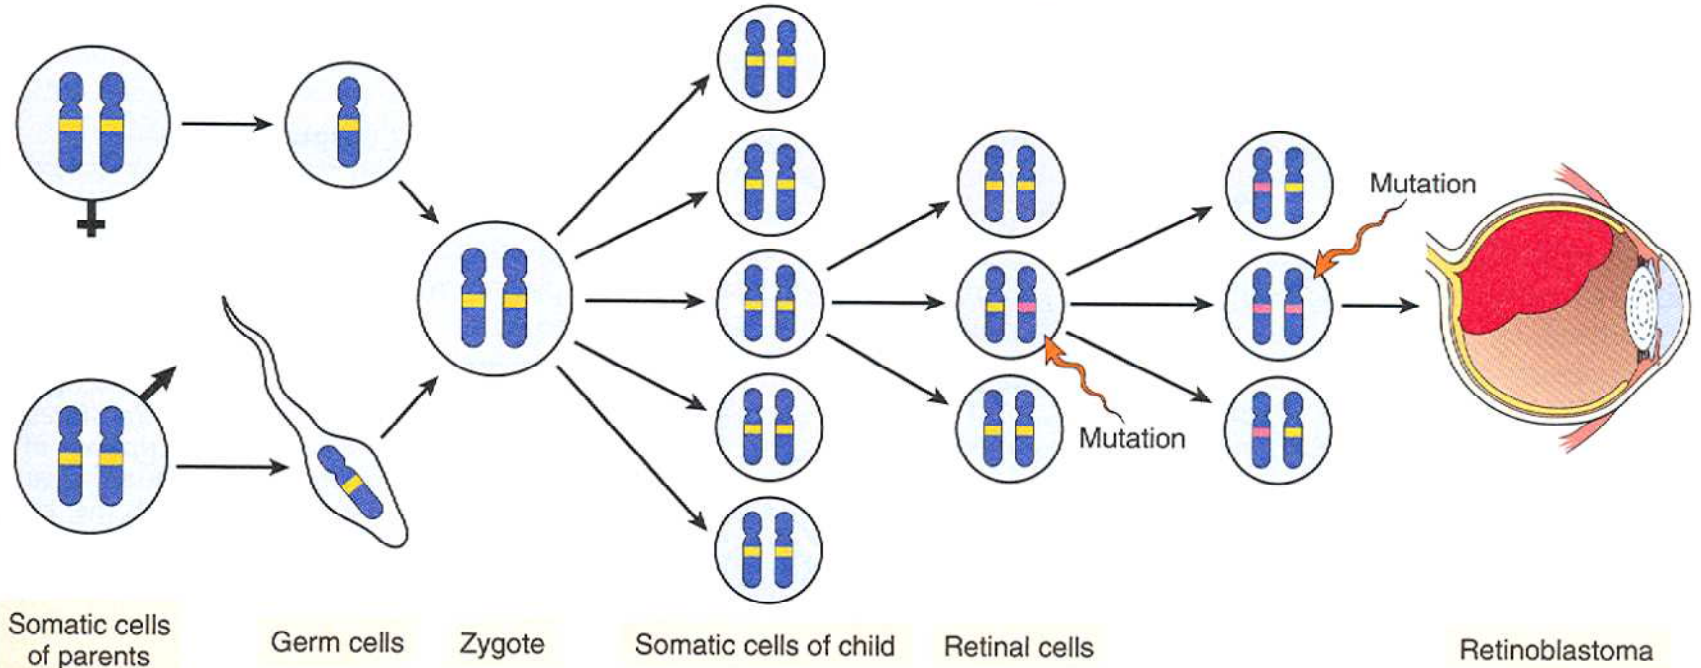 Mutation
Mutation
Somatic cells
of parents
Germ cells
Zygote
Somatic cells of child
Retinal cells
Retinoblastoma